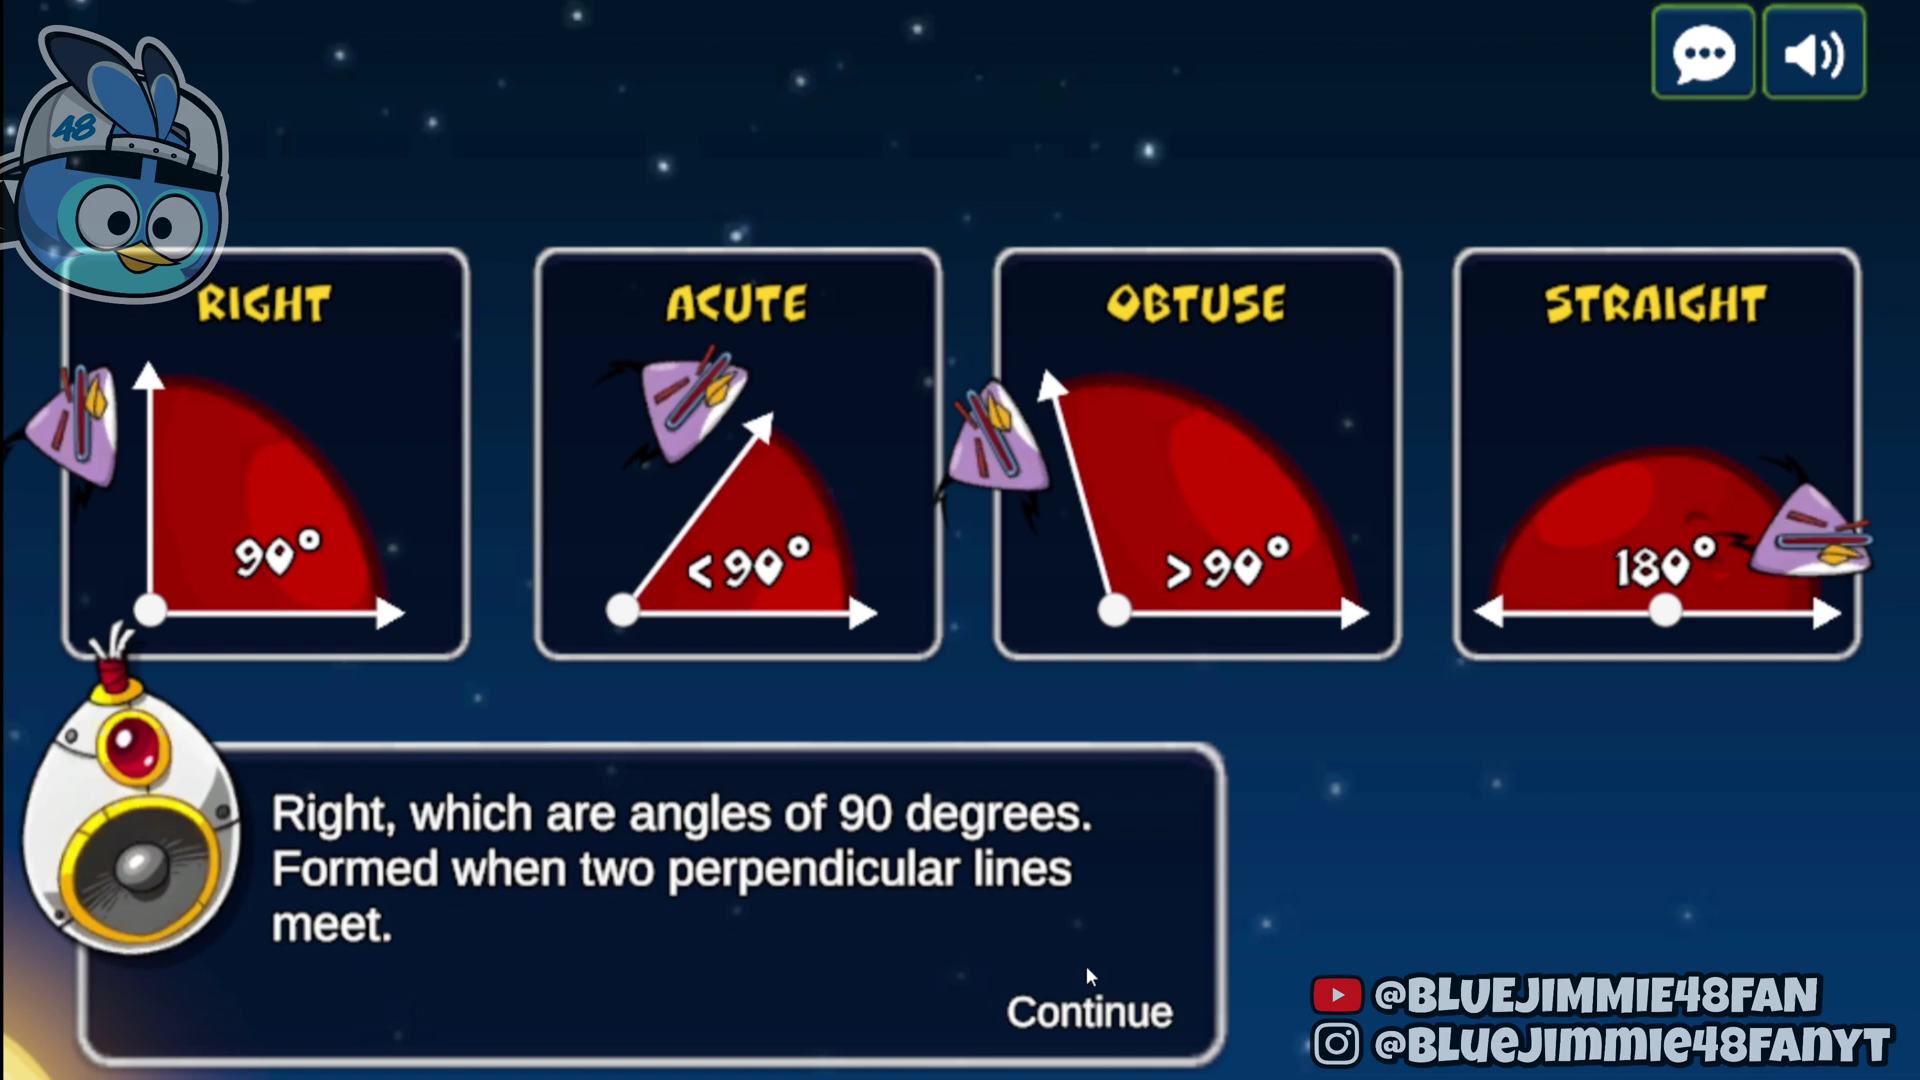 48
RIGHT
ACUTE
OBTUSE
STRAIGHT
90°
< 90°
> 90°
180°
Right, which are angles of 90 degrees.
Formed when two perpendicular lines
meet.
Continue
@BLUEJIMMIE48FAN
@BLUEJIMMIE48FANYT